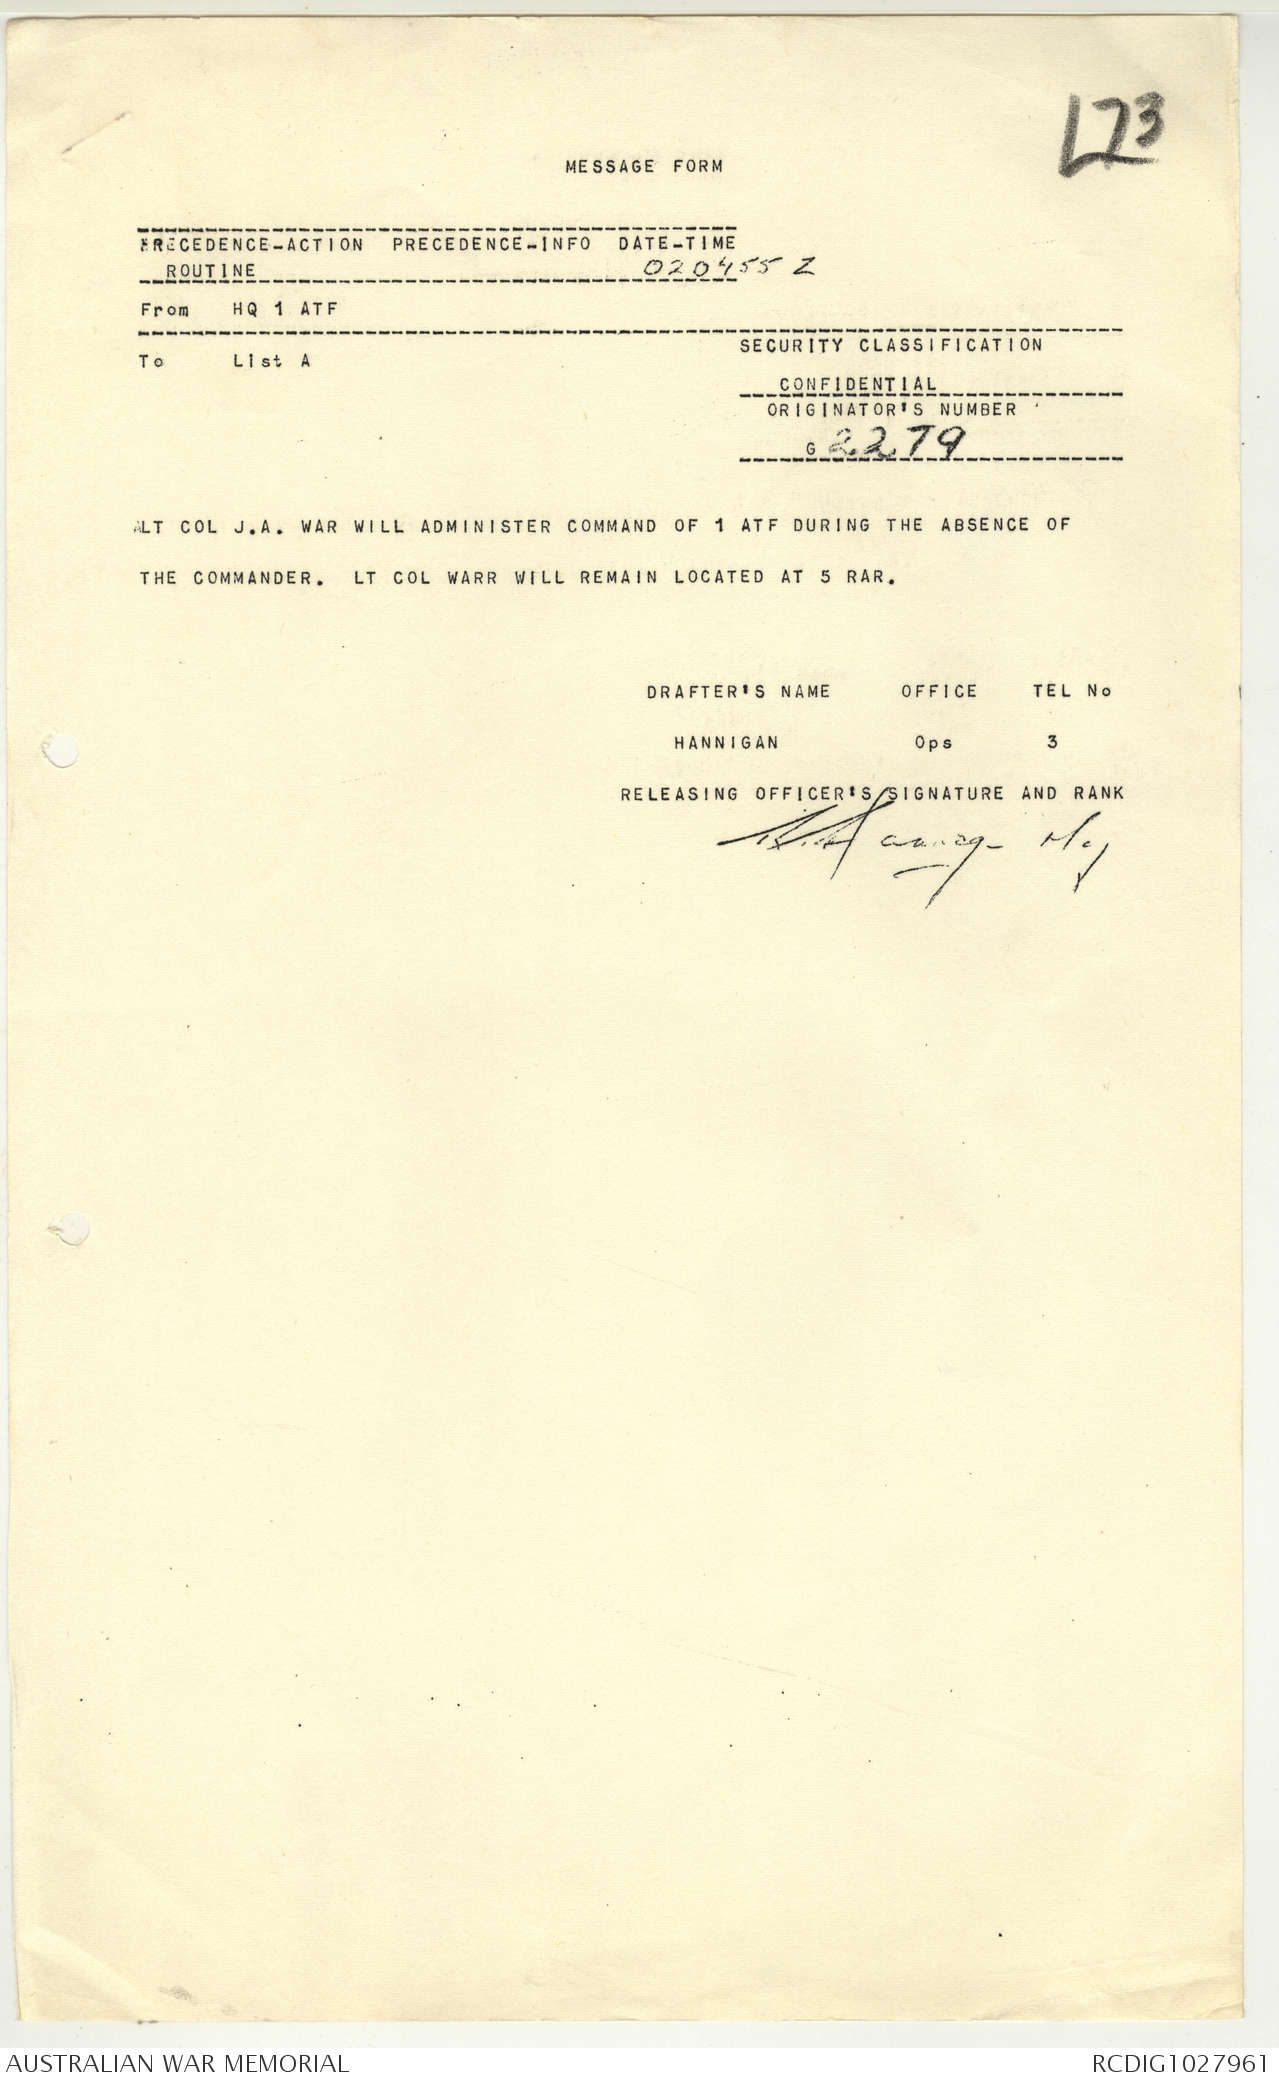 L73
MESSAGE FORM
PRECEDENCE-ACTION PRECEDENCE-INFO DATE-TIME
ROUTINE 020455 Z
From HQ 1 ATF
To List A
SECURITY CLASSIFICATION
CONFIDENTIAL
ORIGINATOR'S NUMBER
G 2279
LT COL J.A. WAR WILL ADMINISTER COMMAND OF 1 ATF DURING THE ABSENCE OF
THE COMMANDER. LT COL WARR WILL REMAIN LOCATED AT 5 RAR.
DRAFTER'S NAME OFFICE TEL No
HANNIGAN Ops 3
RELEASING OFFICER'S SIGNATURE AND RANK
Maj
AUSTRALIAN WAR MEMORIAL RCDIG1027961